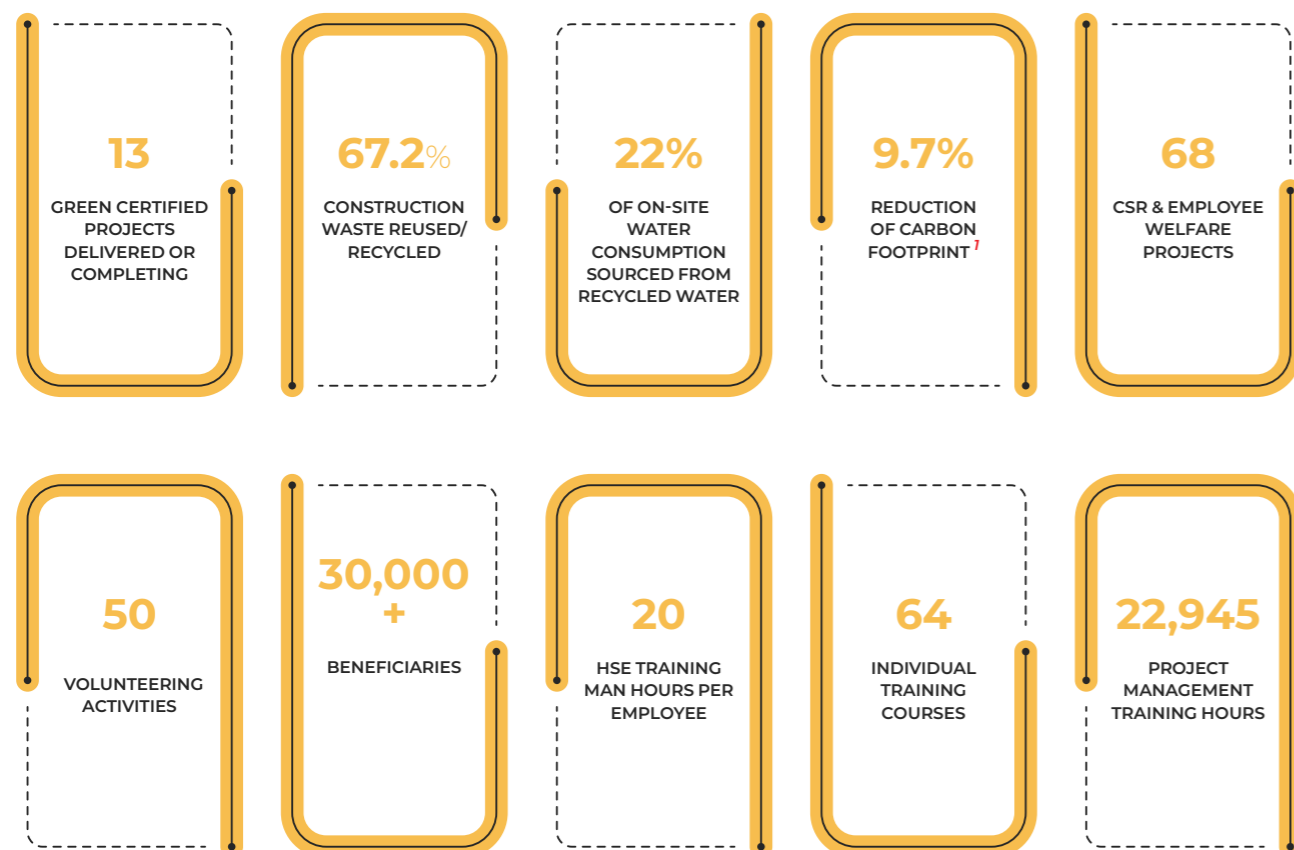 13
GREEN CERTIFIED
PROJECTS
DELIVERED OR
COMPLETING
67.2%
CONSTRUCTION
WASTE REUSED/
RECYCLED
22%
OF ON-SITE
WATER
CONSUMPTION
SOURCED FROM
RECYCLED WATER
9.7%
REDUCTION
OF CARBON
FOOTPRINT 1
68
CSR & EMPLOYEE
WELFARE
PROJECTS
50
VOLUNTEERING
ACTIVITIES
30,000
+
BENEFICIARIES
20
HSE TRAINING
MAN HOURS PER
EMPLOYEE
64
INDIVIDUAL
TRAINING
COURSES
22,945
PROJECT
MANAGEMENT
TRAINING HOURS